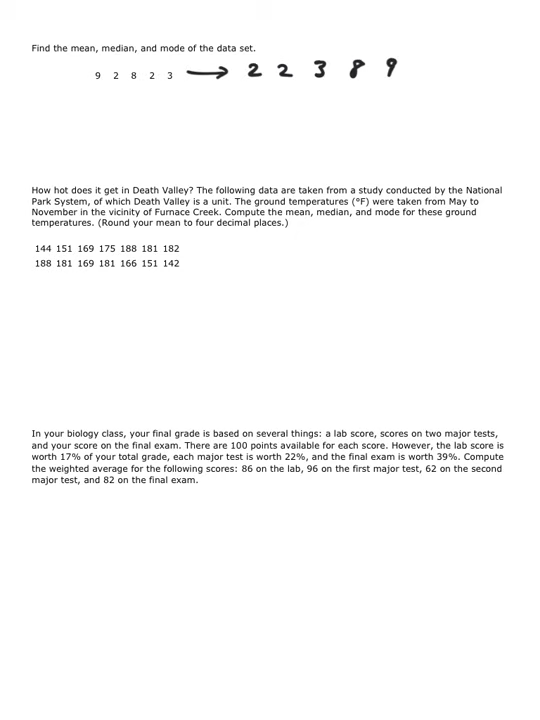 Find the mean, median, and mode of the data set.
9 2 8 2 3 → 2 2 3 8 9
How hot does it get in Death Valley? The following data are taken from a study conducted by the National
Park System, of which Death Valley is a unit. The ground temperatures (°F) were taken from May to
November in the vicinity of Furnace Creek. Compute the mean, median, and mode for these ground
temperatures. (Round your mean to four decimal places.)
144 151 169 175 188 181 182
188 181 169 181 166 151 142
In your biology class, your final grade is based on several things: a lab score, scores on two major tests,
and your score on the final exam. There are 100 points available for each score. However, the lab score is
worth 17% of your total grade, each major test is worth 22%, and the final exam is worth 39%. Compute
the weighted average for the following scores: 86 on the lab, 96 on the first major test, 62 on the second
major test, and 82 on the final exam.